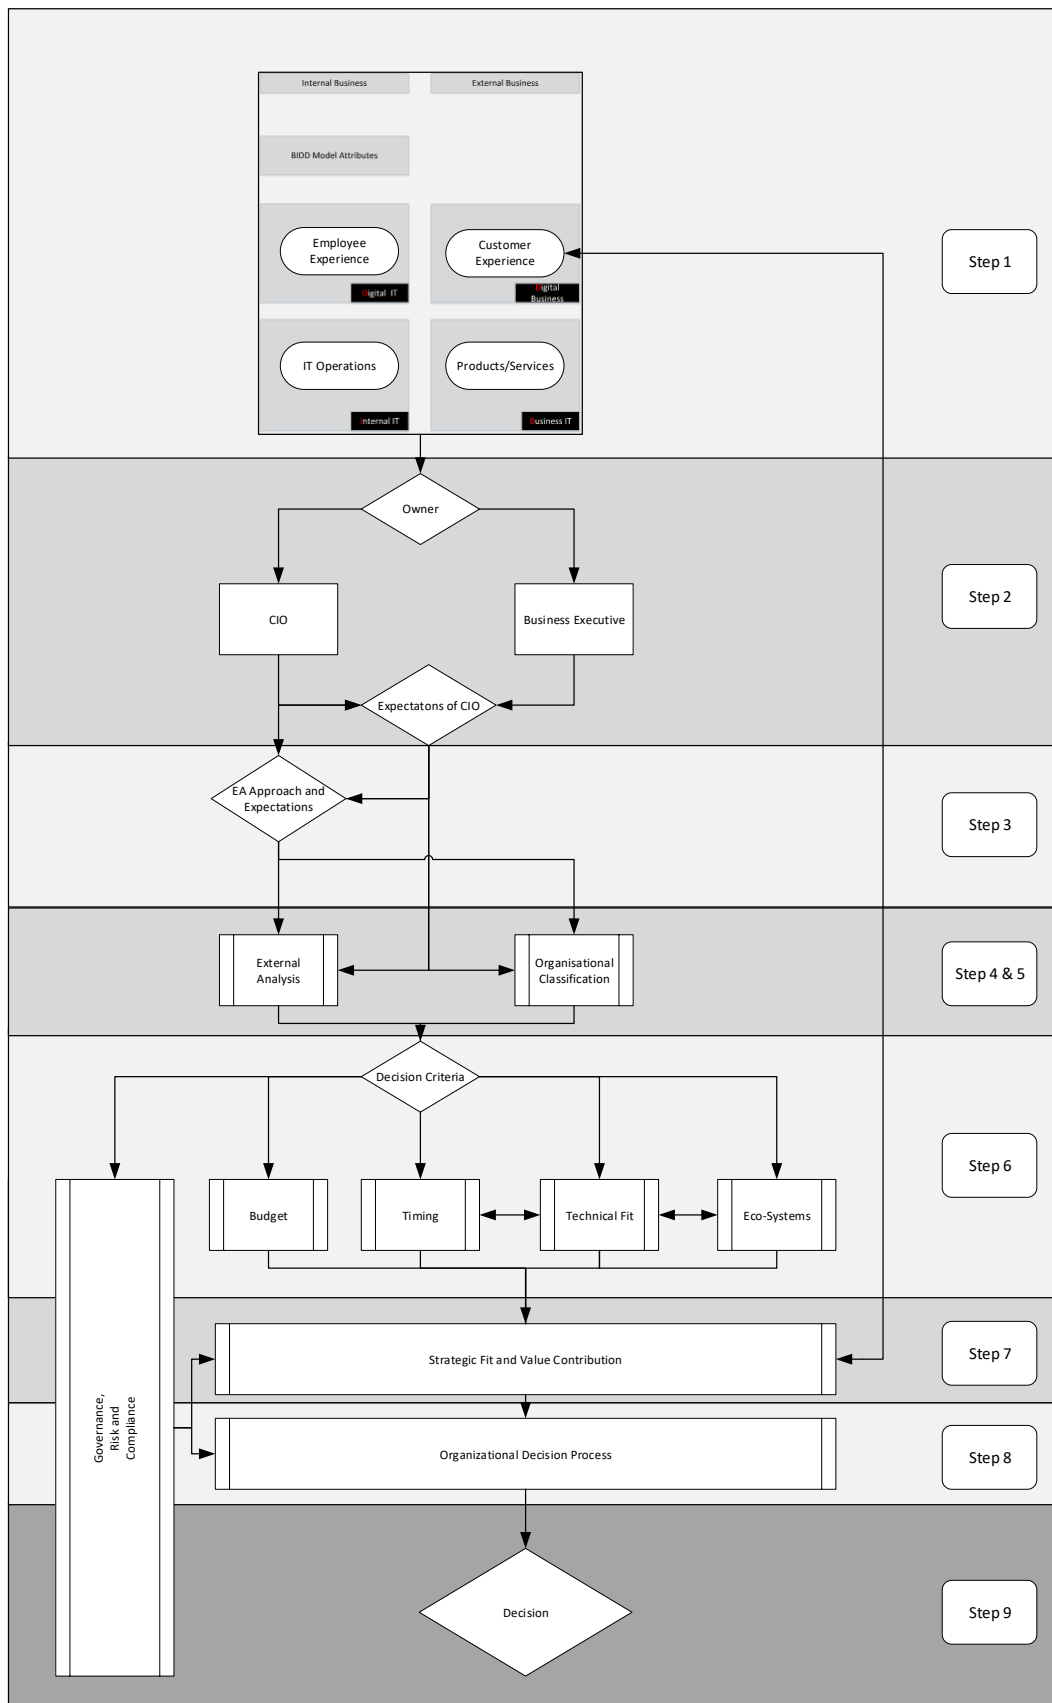 Internal Business
External Business
BIDD Model Attributes
Employee
Experience
Customer
Experience
Digital IT
Digital
Business
IT Operations
Products/Services
Internal IT
Business IT
Step 1
Owner
CIO
Business Executive
Step 2
Expectatons of CIO
EA Approach and
Expectations
Step 3
External
Analysis
Organisational
Classification
Step 4 & 5
Decision Criteria
Step 6
Budget
Timing
Technical Fit
Eco-Systems
Governance,
Risk and
Compliance
Strategic Fit and Value Contribution
Step 7
Organizational Decision Process
Step 8
Decision
Step 9